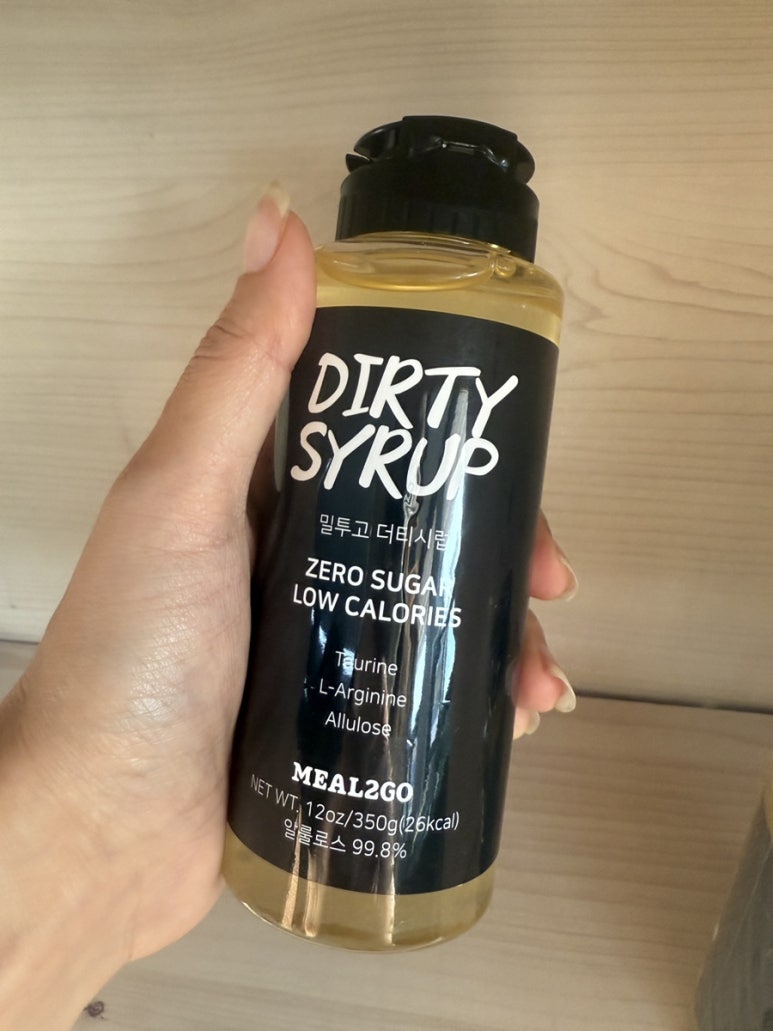 DIRTY
SYRUP
밀투고 더티시럽
ZERO SUGAR
LOW CALORIES
Taurine
L-Arginine
Allulose
MEAL2GO
NET WT. 12oz/350g(26kcal)
알룰로스 99.8%